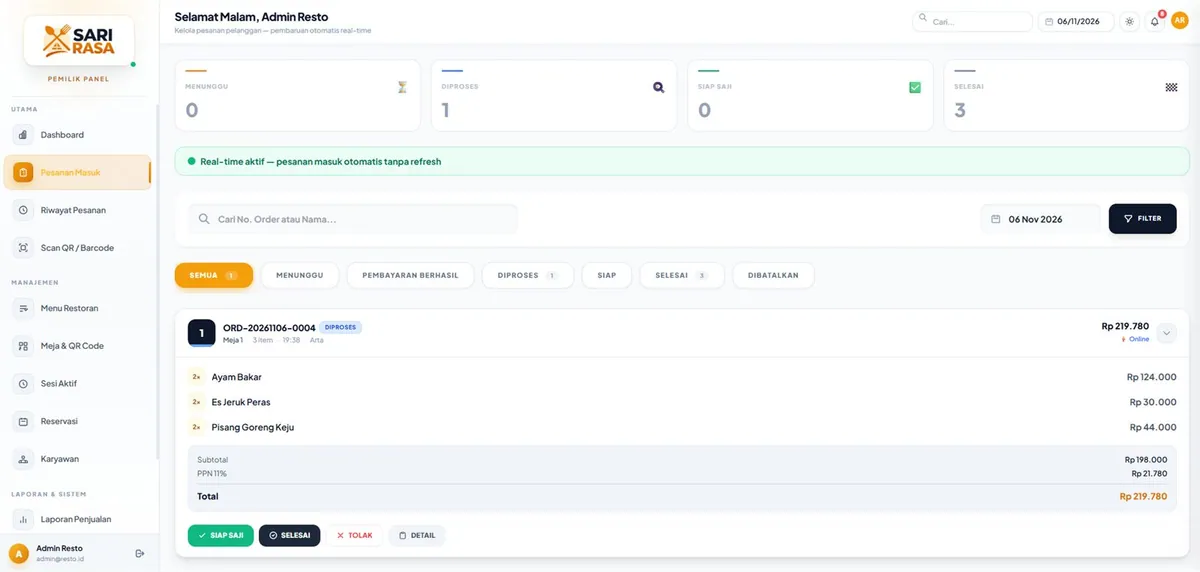 SARI
RASA
PEMILIK PANEL
UTAMA
Dashboard
Pesanan Masuk
Riwayat Pesanan
Scan QR / Barcode
MANAJEMEN
Menu Restoran
Meja & QR Code
Sesi Aktif
Reservasi
Karyawan
LAPORAN & SISTEM
Laporan Penjualan
A
Admin Resto
admin@resto.id
Selamat Malam, Admin Resto
Kelola pesanan pelanggan — pembaruan otomatis real-time
Cari...
06/11/2026
8
AR
MENUNGGU
0
DIPROSES
1
SIAP SAJI
0
SELESAI
3
Real-time aktif — pesanan masuk otomatis tanpa refresh
Cari No. Order atau Nama...
06 Nov 2026
FILTER
SEMUA 1
MENUNGGU
PEMBAYARAN BERHASIL
DIPROSES 1
SIAP
SELESAI 3
DIBATALKAN
1
ORD-20261106-0004 DIPROSES
Meja 1 3 item 19:38 Arta
Rp 219.780
Online
2× Ayam Bakar Rp 124.000
2× Es Jeruk Peras Rp 30.000
2× Pisang Goreng Keju Rp 44.000
Subtotal Rp 198.000
PPN 11% Rp 21.780
Total Rp 219.780
SIAP SAJI
SELESAI
TOLAK
DETAIL